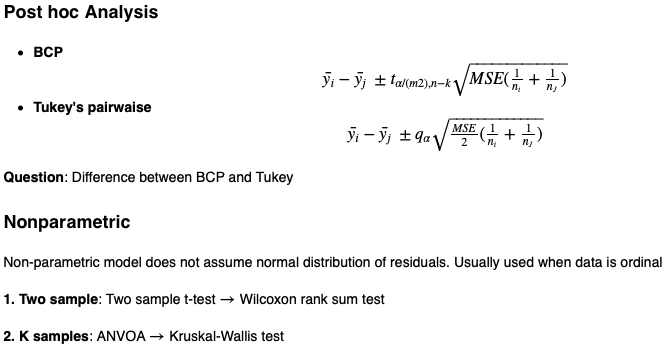 Post hoc Analysis
• BCP
ȳᵢ − ȳⱼ ± t_{α/(m2),n−k}√(MSE(1/nᵢ + 1/nⱼ))
• Tukey's pairwaise
ȳᵢ − ȳⱼ ± q_α√(MSE/2(1/nᵢ + 1/nⱼ))
Question: Difference between BCP and Tukey
Nonparametric
Non-parametric model does not assume normal distribution of residuals. Usually used when data is ordinal
1. Two sample: Two sample t-test → Wilcoxon rank sum test
2. K samples: ANVOA → Kruskal-Wallis test